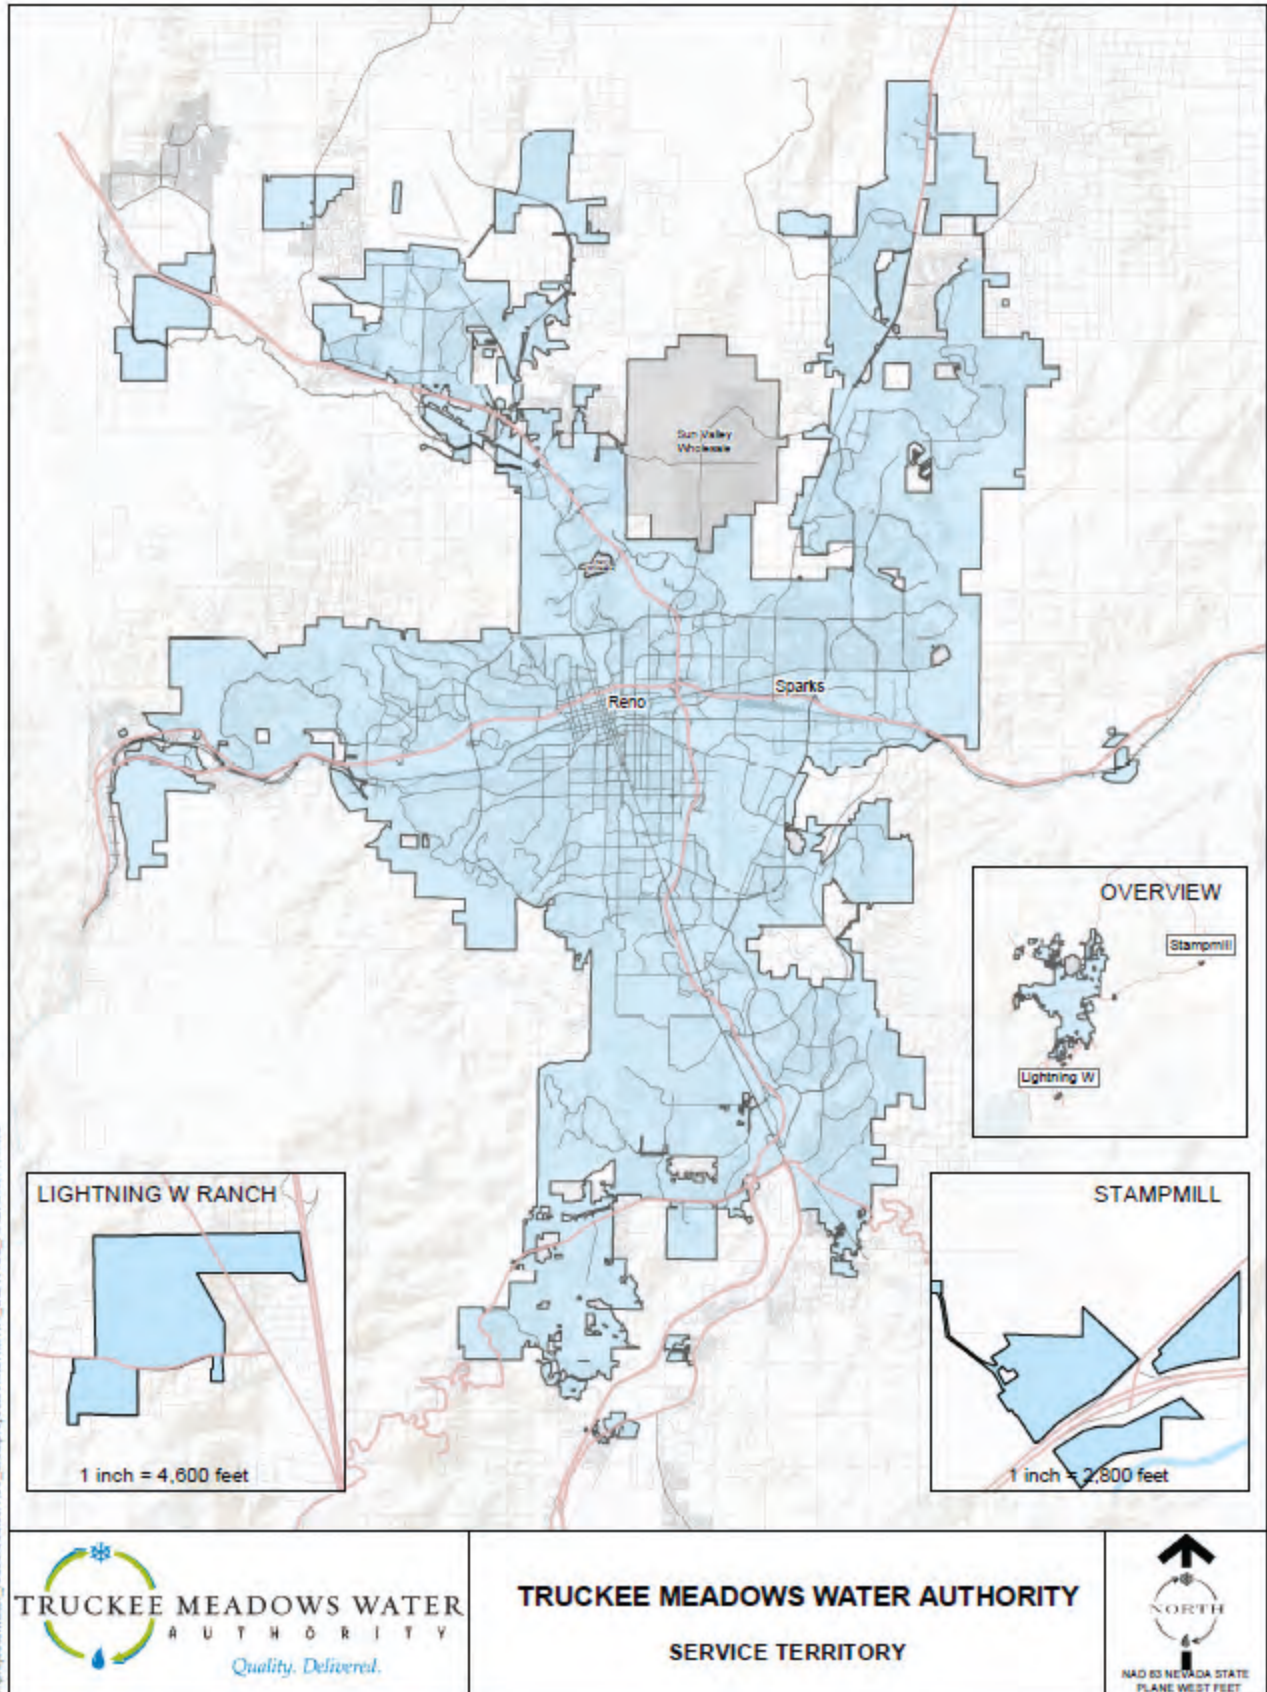 Sun Valley
Wholesale
Reno
Sparks
OVERVIEW
Stampmill
Lightning W
LIGHTNING W RANCH
1 inch = 4,600 feet
STAMPMILL
1 inch = 2,800 feet
TRUCKEE MEADOWS WATER
AUTHORITY
Quality. Delivered.
TRUCKEE MEADOWS WATER AUTHORITY
SERVICE TERRITORY
NORTH
NAD 83 NEVADA STATE
PLANE WEST FEET